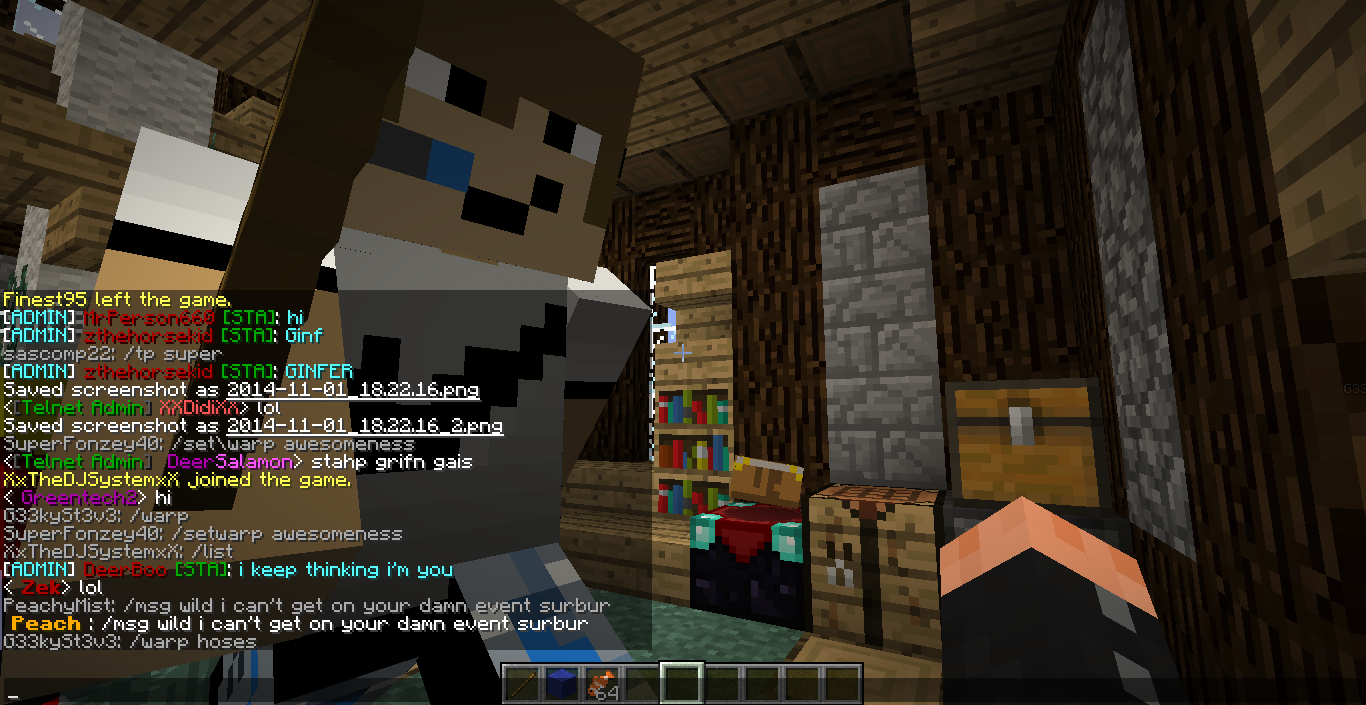 Finest95 left the game.
[ADMIN] MrPerson660 [STA]: hi
[ADMIN] zthehorsekid [STA]: Ginf
sascomp22: /tp super
[ADMIN] zthehorsekid [STA]: GINFER
Saved screenshot as 2014-11-01_18.22.16.png
<[Telnet Admin] XXDidiXX> lol
Saved screenshot as 2014-11-01_18.22.16_2.png
SuperFonzey40: /set\warp awesomeness
<[Telnet Admin] DeerSalamon> stahp grifn gais
XxTheDJSystemxX joined the game.
< Greentech2> hi
G33ky5t3v3: /warp
SuperFonzey40: /setwarp awesomeness
XxTheDJSystemxX: /list
[ADMIN] DeerBoo [STA]: i keep thinking i'm you
< Zek> lol
PeachyMist: /msg wild i can't get on your damn event surbur
Peach : /msg wild i can't get on your damn event surbur
G33ky5t3v3: /warp hoses
64
_
G33